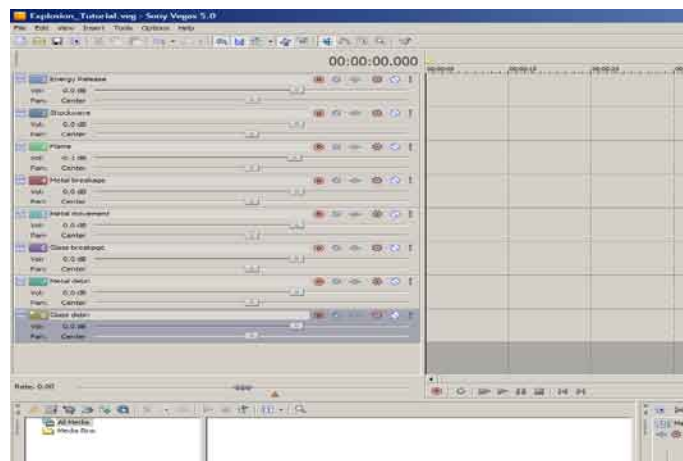 Explosion_Tutorial.veg - Sony Vegas 5.0
File Edit View Insert Tools Options Help
00:00:00.000
Energy Release
Vol: 0.0 dB
Pan: Center
Shockwave
Vol: 0.0 dB
Pan: Center
Flame
Vol: -0.1 dB
Pan: Center
Metal breakage
Vol: 0.0 dB
Pan: Center
Metal movement
Vol: 0.0 dB
Pan: Center
Glass breakage
Vol: 0.0 dB
Pan: Center
Metal debri
Vol: 0.0 dB
Pan: Center
Glass debri
Vol: 0.0 dB
Pan: Center
Rate: 0.00
All Media
Media Bins